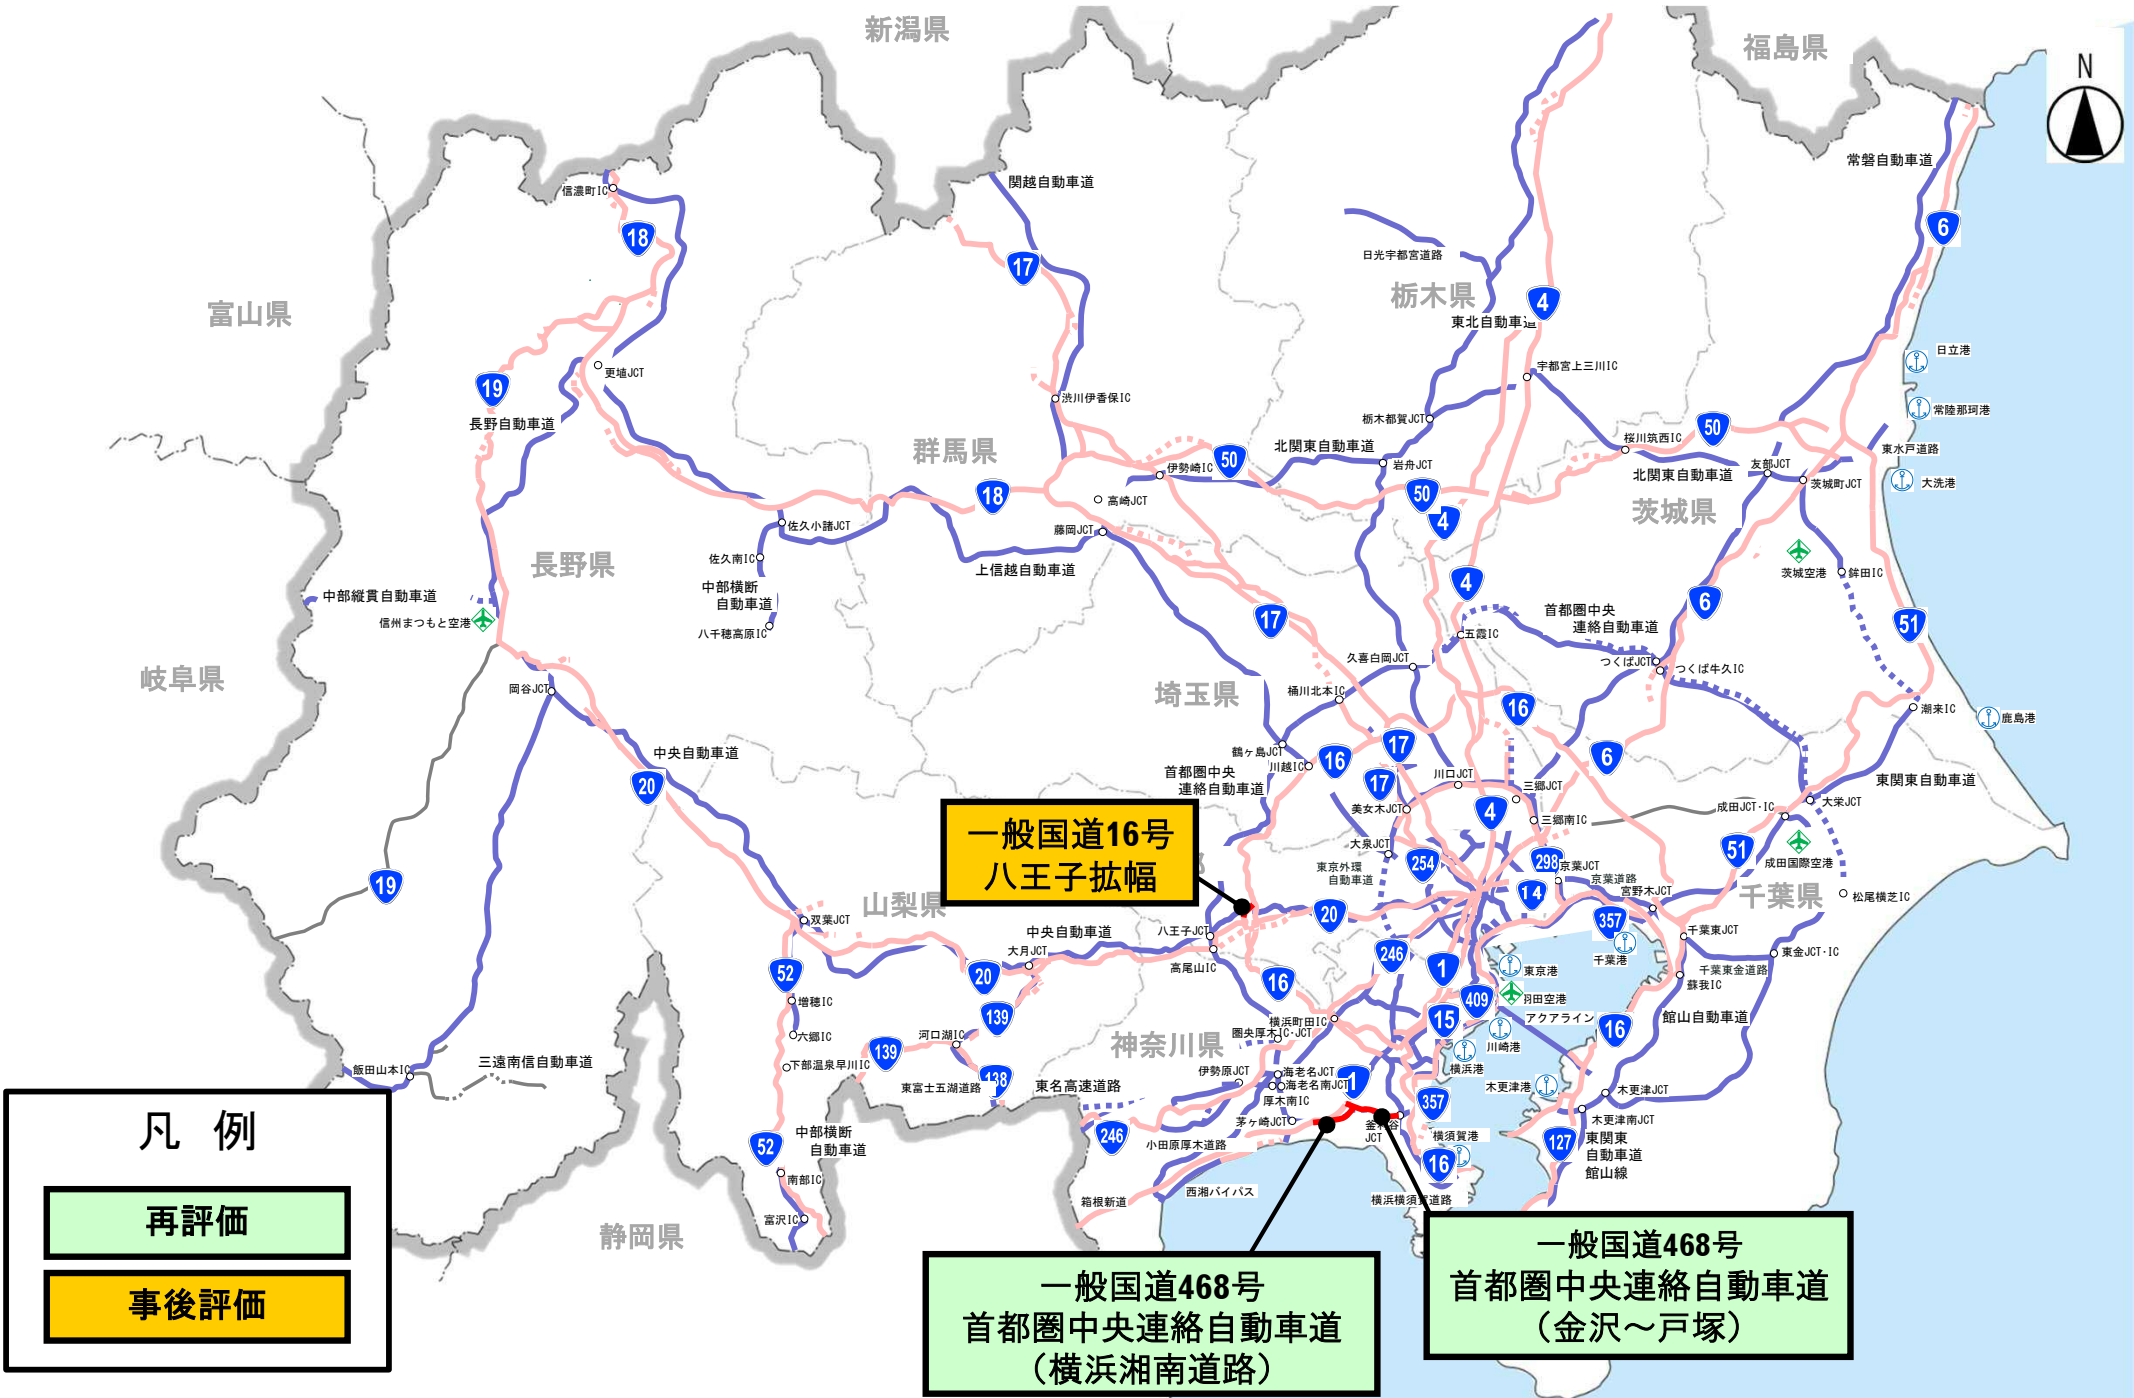 新潟県
福島県
N
常磐自動車道
関越自動車道
信濃町IC
18
17
6
日光宇都宮道路
栃木県
4
富山県
東北自動車道
日立港
更埴JCT
宇都宮上三川IC
19
長野自動車道
渋川伊香保IC
栃木都賀JCT
常陸那珂港
50
群馬県
50
北関東自動車道
桜川筑西IC
東水戸道路
伊勢崎IC
岩舟JCT
北関東自動車道
友部JCT
茨城町JCT
大洗港
18
高崎JCT
50
4
茨城県
佐久小諸JCT
藤岡JCT
佐久南IC
長野県
上信越自動車道
茨城空港
鉾田IC
中部縦貫自動車道
中部横断
自動車道
4
6
首都圏中央
連絡自動車道
信州まつもと空港
八千穂高原IC
17
五霞IC
51
岐阜県
久喜白岡JCT
つくばJCT
つくば牛久IC
岡谷JCT
埼玉県
桶川北本IC
16
潮来IC
鹿島港
中央自動車道
鶴ヶ島JCT
川越IC
16
17
6
20
首都圏中央
連絡自動車道
17
川口JCT
三郷JCT
東関東自動車道
美女木JCT
4
三郷南IC
成田JCT・IC
大栄JCT
一般国道16号
八王子拡幅
大泉JCT
東京外環
自動車道
254
298
京葉JCT
京葉道路
51
成田国際空港
19
山梨県
14
宮野木JCT
千葉県
松尾横芝IC
双葉JCT
20
357
千葉港
千葉東JCT
中央自動車道
八王子JCT
高尾山IC
大月JCT
246
1
東京港
東金JCT・IC
千葉東金道路
蘇我IC
52
20
16
409
羽田空港
増穂IC
139
横浜町田IC
15
アクアライン
16
館山自動車道
六郷IC
河口湖IC
神奈川県
圏央厚木IC・JCT
川崎港
飯田山本IC
三遠南信自動車道
下部温泉早川IC
139
138
東富士五湖道路
東名高速道路
伊勢原JCT
海老名JCT
海老名南JCT
1
横浜港
木更津港
木更津JCT
凡 例
厚木南IC
357
木更津南JCT
246
茅ヶ崎JCT
JCT
横須賀港
127
東関東
自動車道
館山線
52
中部横断
自動車道
小田原厚木道路
16
再評価
南部IC
箱根新道
西湘バイパス
横浜横須賀道路
富沢IC
静岡県
事後評価
一般国道468号
首都圏中央連絡自動車道
（横浜湘南道路）
一般国道468号
首都圏中央連絡自動車道
（金沢～戸塚）